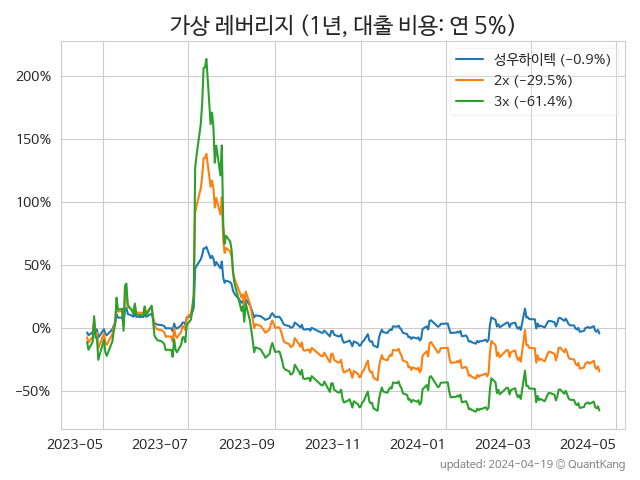 가상 레버리지 (1년, 대출 비용: 연 5%)
성우하이텍 (−0.9%)
2x (−29.5%)
3x (−61.4%)
200%
150%
100%
50%
0%
−50%
2023-05 2023-07 2023-09 2023-11 2024-01 2024-03 2024-05
updated: 2024-04-19 © QuantKang